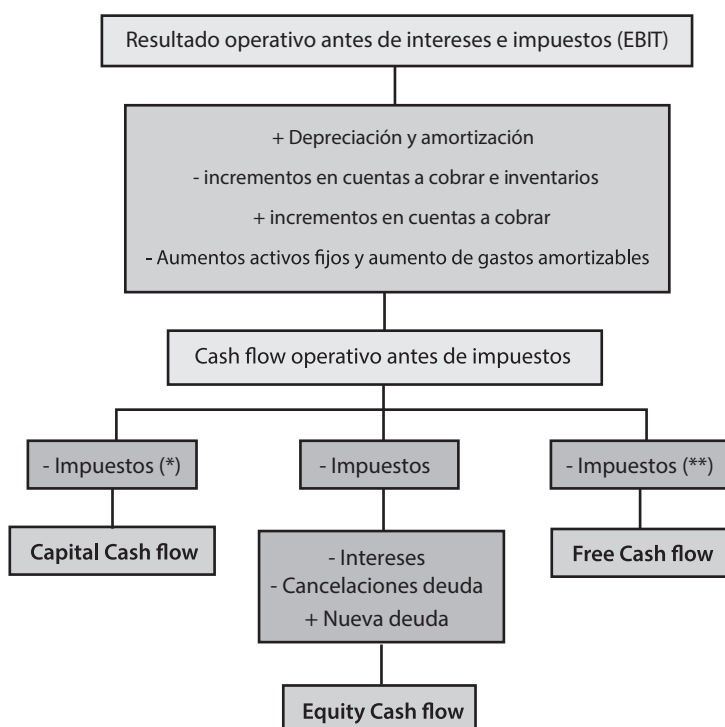 Resultado operativo antes de intereses e impuestos (EBIT)
+ Depreciación y amortización
- incrementos en cuentas a cobrar e inventarios
+ incrementos en cuentas a cobrar
- Aumentos activos fijos y aumento de gastos amortizables
Cash flow operativo antes de impuestos
- Impuestos (*)
- Impuestos
- Impuestos (**)
Capital Cash flow
- Intereses
- Cancelaciones deuda
+ Nueva deuda
Free Cash flow
Equity Cash flow